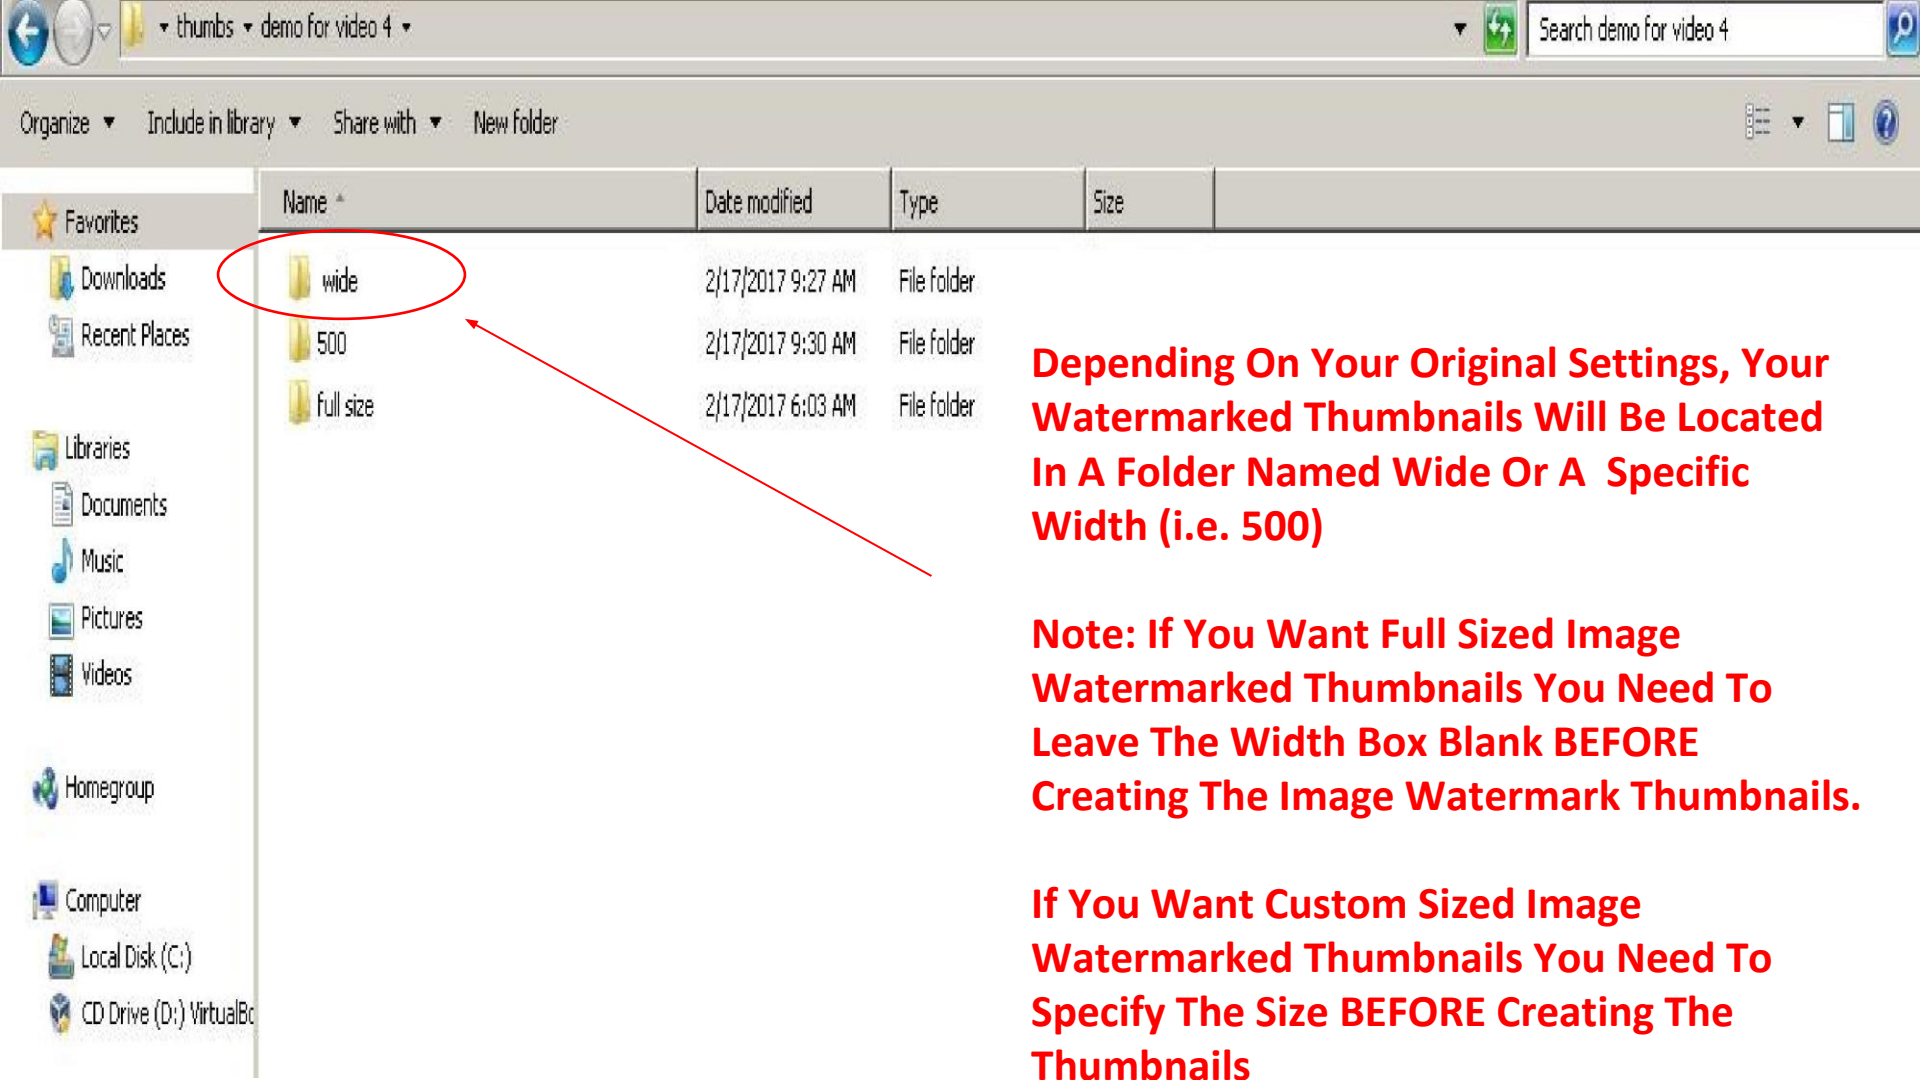 thumbs demo for video 4
Search demo for video 4
Organize Include in library Share with New folder
Name Date modified Type Size
Favorites
Downloads
Recent Places
Libraries
Documents
Music
Pictures
Videos
Homegroup
Computer
Local Disk (C:)
CD Drive (D:) VirtualBo
wide 2/17/2017 9:27 AM File folder
500 2/17/2017 9:30 AM File folder
full size 2/17/2017 6:03 AM File folder
Depending On Your Original Settings, Your
Watermarked Thumbnails Will Be Located
In A Folder Named Wide Or A  Specific
Width (i.e. 500)
Note: If You Want Full Sized Image
Watermarked Thumbnails You Need To
Leave The Width Box Blank BEFORE
Creating The Image Watermark Thumbnails.
If You Want Custom Sized Image
Watermarked Thumbnails You Need To
Specify The Size BEFORE Creating The
Thumbnails